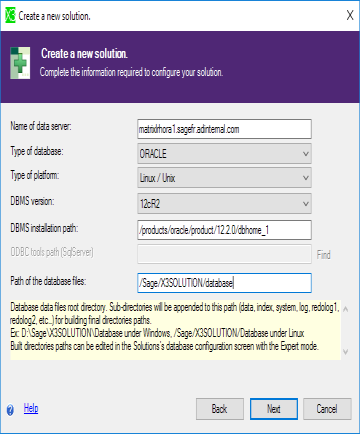 Create a new solution.
Create a new solution.
Complete the information required to configure your solution.
Name of data server:
matrixlrhora1.sagefr.adinternal.com
Type of database:
ORACLE
Type of platform:
Linux / Unix
DBMS version:
12cR2
DBMS installation path:
/products/oracle/product/12.2.0/dbhome_1
ODBC tools path (SqlServer)
Find
Path of the database files:
/Sage/X3SOLUTION/database
Database data files root directory. Sub-directories will be appended to this path (data, index, system, log, redolog1,
redolog2, etc..) for building final directories paths.
Ex: D:\Sage\X3SOLUTION\Database under Windows, /Sage/X3SOLUTION/Database under Linux
Built directories paths can be edited in the Solutions's database configuration screen with the Expert mode.
Help
Back
Next
Cancel